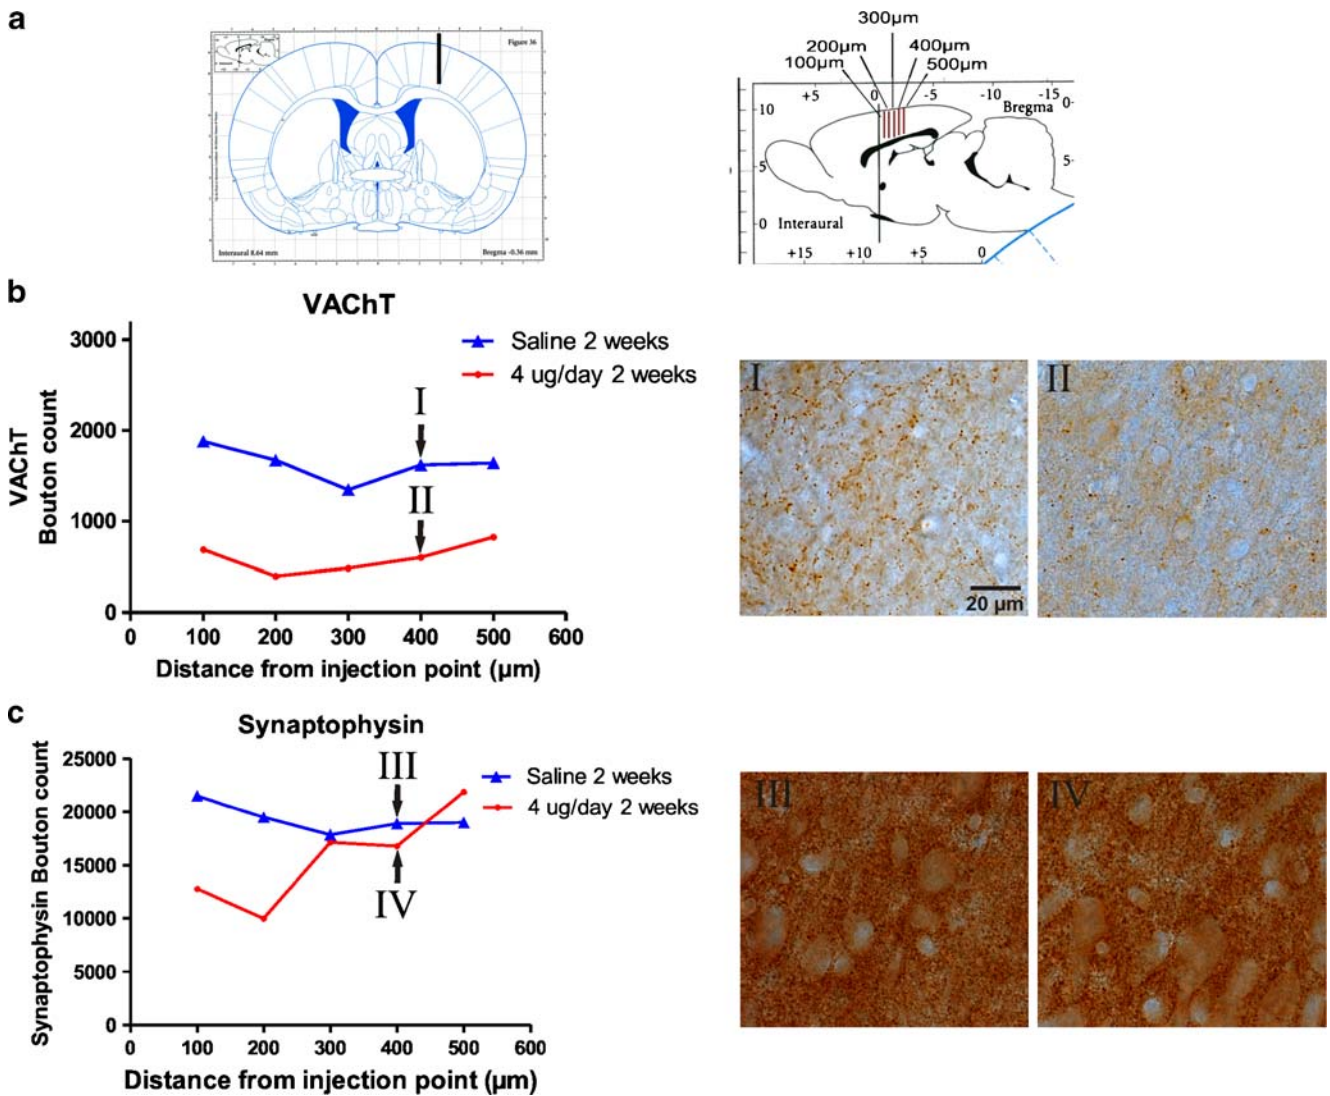 a
Figure 36
Interaural 8.64 mm
Bregma -0.36 mm
300μm
200μm
400μm
100μm
500μm
+5
0
-5
-10
-15
10
Bregma
0
5
5
0
Interaural
+15
+10
+5
0
b
VAChT
3000
2000
1000
0
VAChT
Bouton count
Saline 2 weeks
4 ug/day 2 weeks
I
II
0 100 200 300 400 500 600
Distance from injection point (μm)
I
20 μm
II
c
Synaptophysin
25000
20000
15000
10000
5000
0
Synaptophysin Bouton count
Saline 2 weeks
4 ug/day 2 weeks
III
IV
0 100 200 300 400 500 600
Distance from injection point (μm)
III
IV